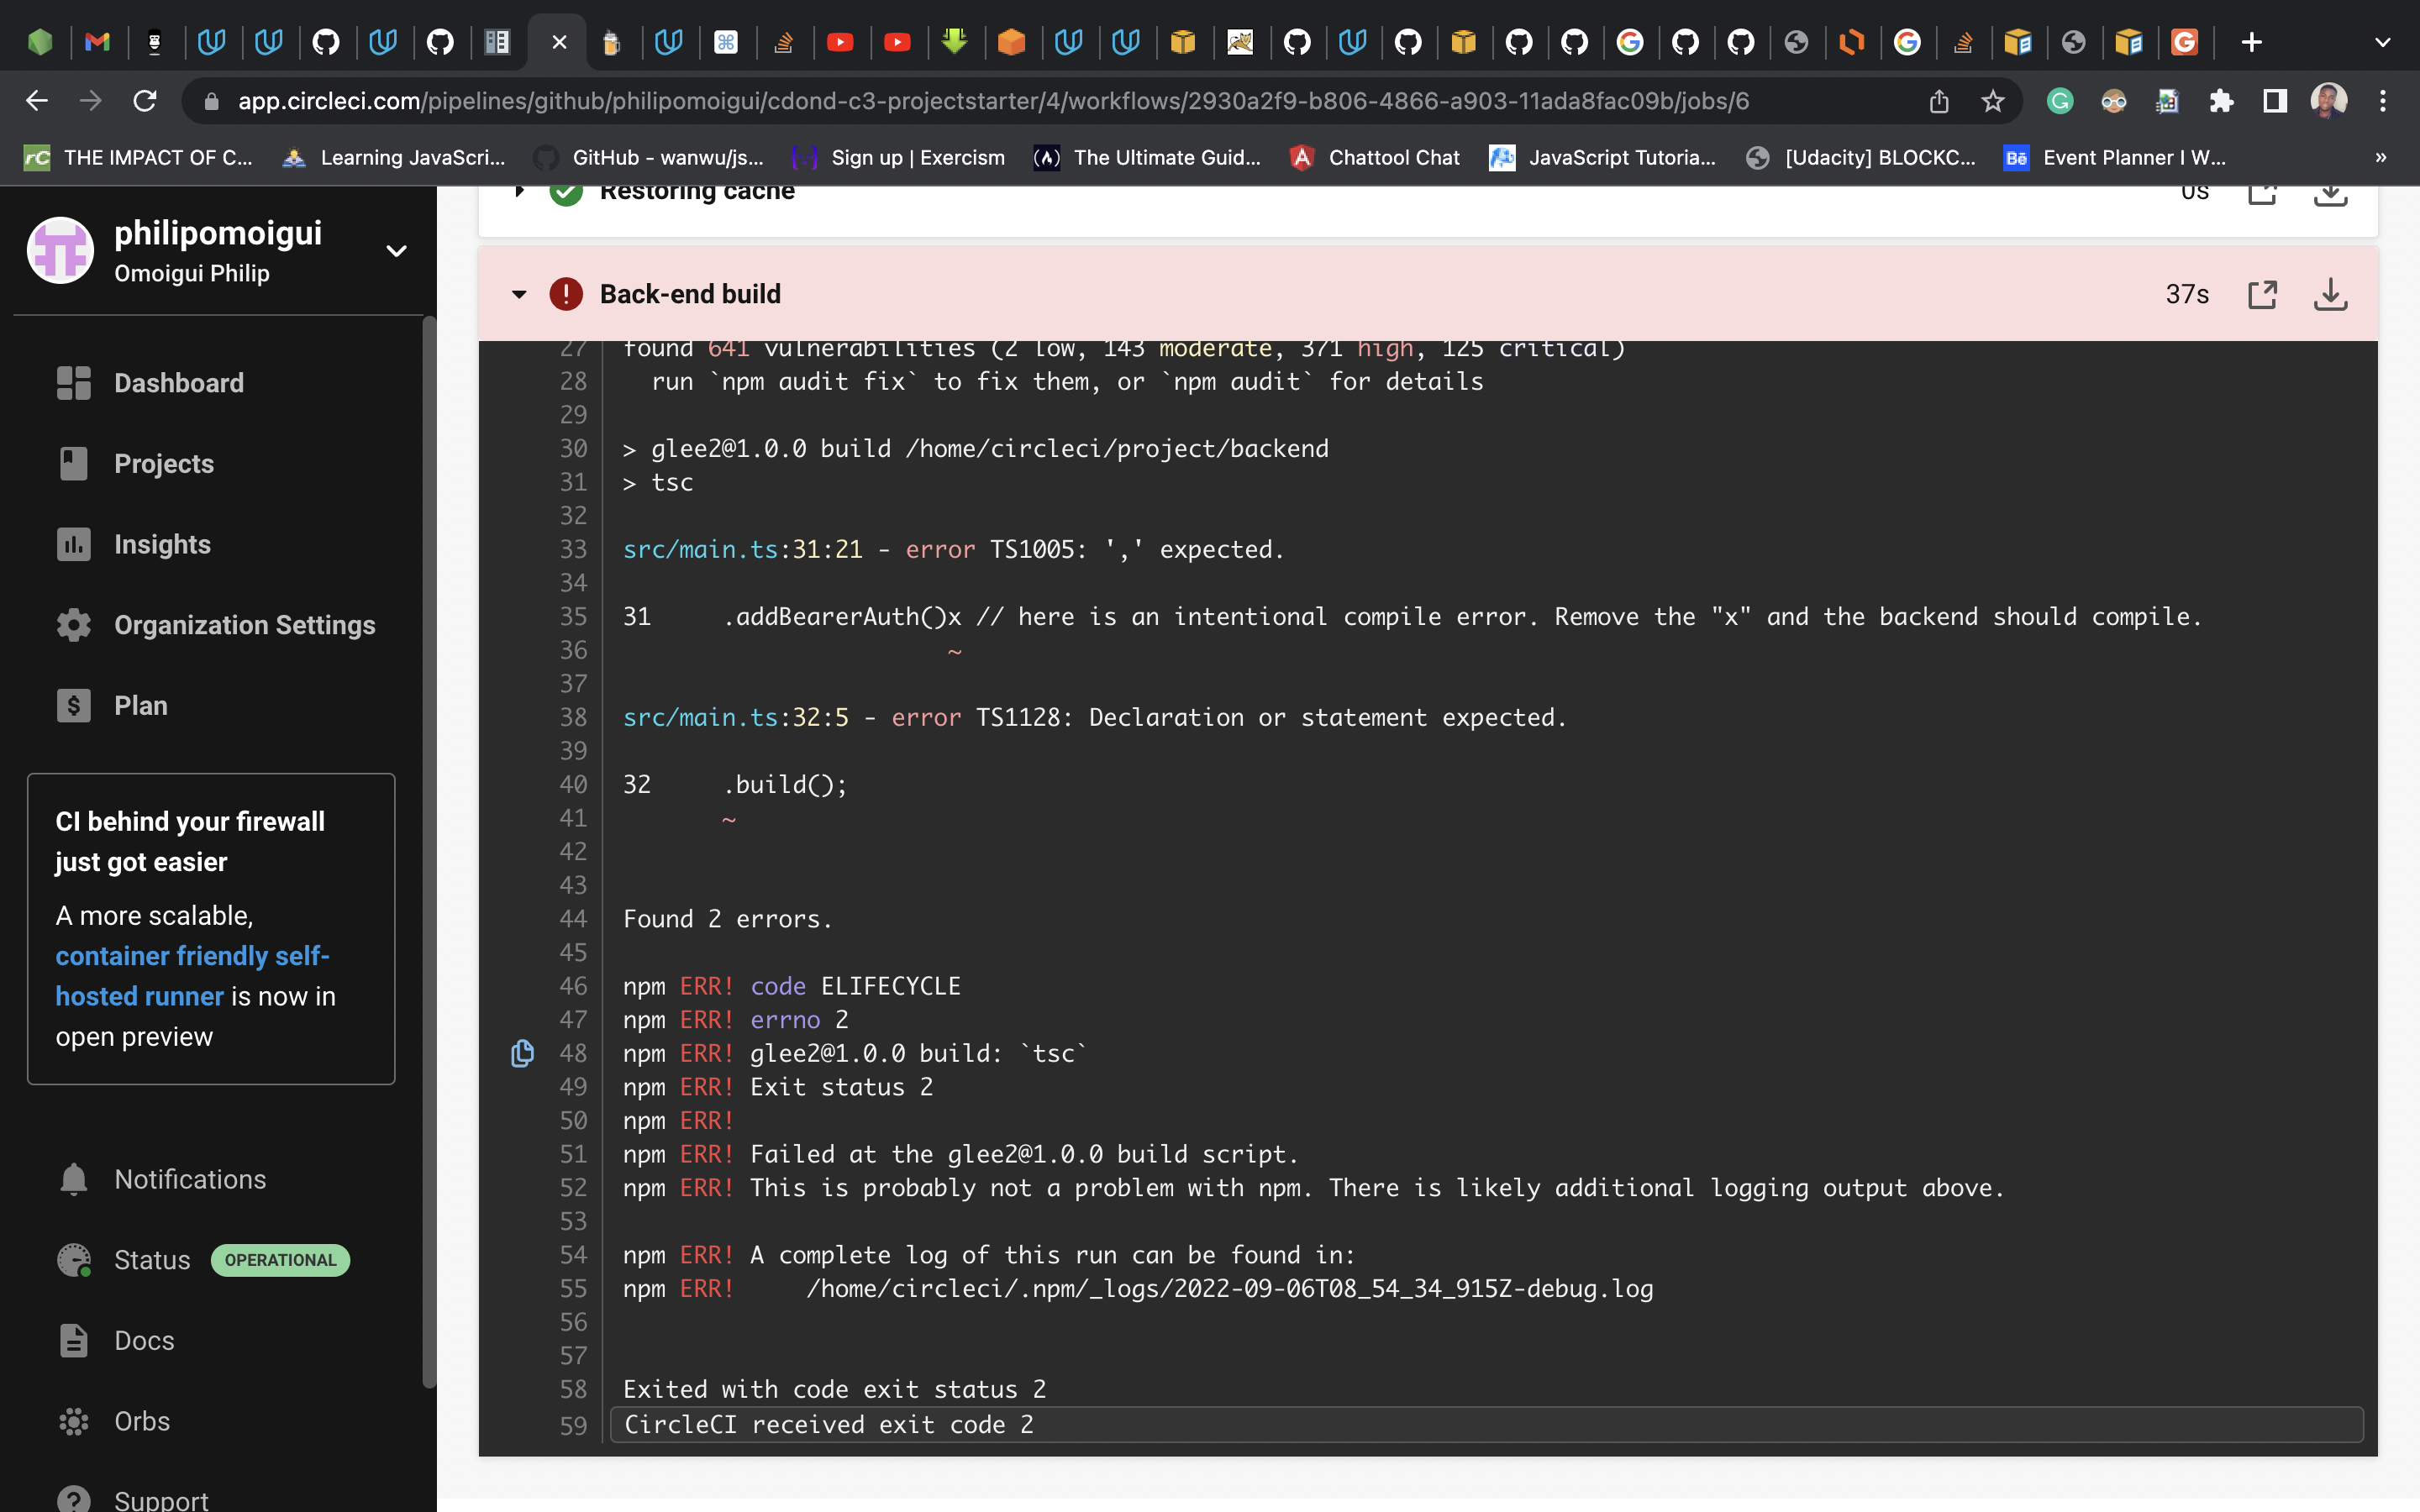 app.circleci.com/pipelines/github/philipomoigui/cdond-c3-projectstarter/4/workflows/2930a2f9-b806-4866-a903-11ada8fac09b/jobs/6
THE IMPACT OF C...
Learning JavaScri...
GitHub - wanwu/js...
Sign up | Exercism
The Ultimate Guid...
Chattool Chat
JavaScript Tutoria...
[Udacity] BLOCKC...
Event Planner I W...
»
philipomoigui
Omoigui Philip
Dashboard
Projects
Insights
Organization Settings
Plan
CI behind your firewall
just got easier
A more scalable,
container friendly self-
hosted runner is now in
open preview
Notifications
Status OPERATIONAL
Docs
Orbs
Support
Restoring cache 0s
Back-end build 37s
27 found 641 vulnerabilities (2 low, 143 moderate, 371 high, 125 critical)
28 run `npm audit fix` to fix them, or `npm audit` for details
29
30 > glee2@1.0.0 build /home/circleci/project/backend
31 > tsc
32
33 src/main.ts:31:21 - error TS1005: ',' expected.
34
35 31 .addBearerAuth()x // here is an intentional compile error. Remove the "x" and the backend should compile.
36 ~
37
38 src/main.ts:32:5 - error TS1128: Declaration or statement expected.
39
40 32 .build();
41 ~
42
43
44 Found 2 errors.
45
46 npm ERR! code ELIFECYCLE
47 npm ERR! errno 2
48 npm ERR! glee2@1.0.0 build: `tsc`
49 npm ERR! Exit status 2
50 npm ERR!
51 npm ERR! Failed at the glee2@1.0.0 build script.
52 npm ERR! This is probably not a problem with npm. There is likely additional logging output above.
53
54 npm ERR! A complete log of this run can be found in:
55 npm ERR! /home/circleci/.npm/_logs/2022-09-06T08_54_34_915Z-debug.log
56
57
58 Exited with code exit status 2
59 CircleCI received exit code 2